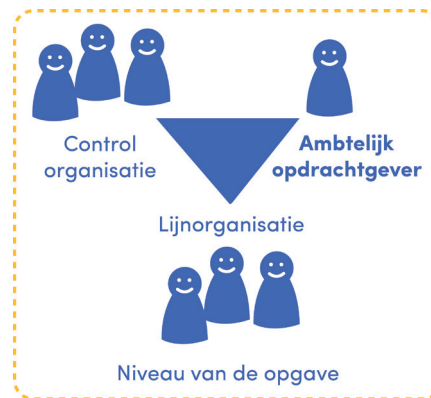 Control
organisatie
Ambtelijk
opdrachtgever
Lijnorganisatie
Niveau van de opgave